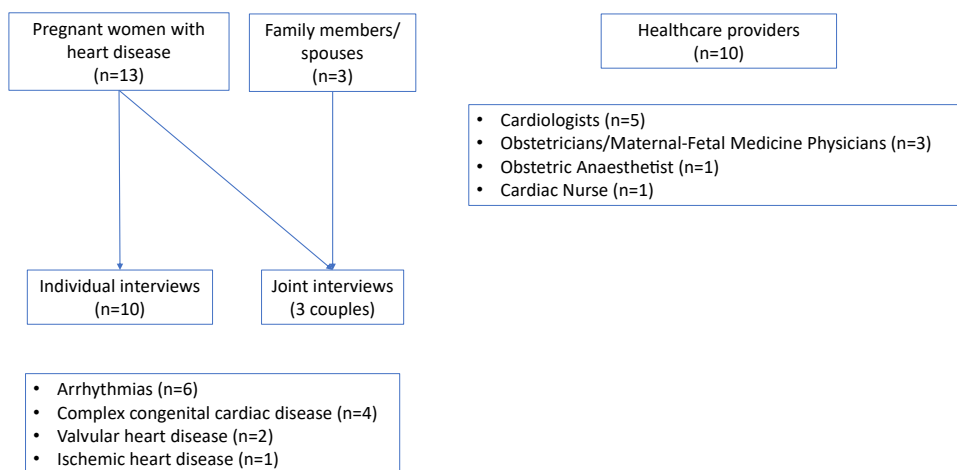 Pregnant women with
heart disease
(n=13)
Family members/
spouses
(n=3)
Healthcare providers
(n=10)
• Cardiologists (n=5)
• Obstetricians/Maternal-Fetal Medicine Physicians (n=3)
• Obstetric Anaesthetist (n=1)
• Cardiac Nurse (n=1)
Individual interviews
(n=10)
Joint interviews
(3 couples)
• Arrhythmias (n=6)
• Complex congenital cardiac disease (n=4)
• Valvular heart disease (n=2)
• Ischemic heart disease (n=1)